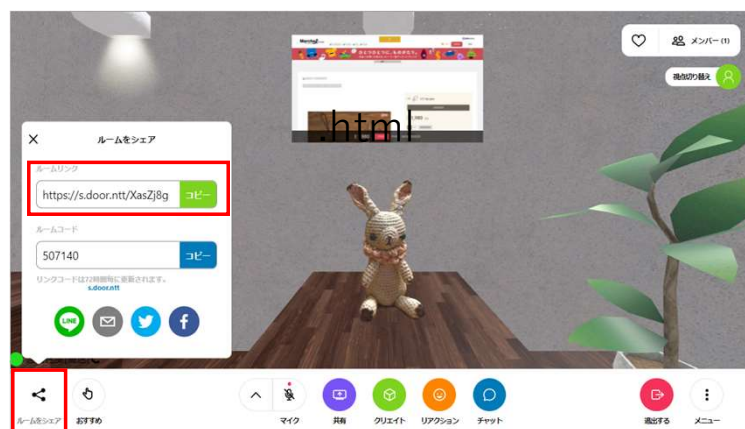 メンバー (1)
視点切り替え
.html
ルームをシェア
ルームリンク
https://s.door.ntt/XasZj8g
コピー
ルームコード
507140
コピー
リンクコードは72時間毎に更新されます。
s.door.ntt
LINE
ルームをシェア
おすすめ
マイク
共有
クリエイト
リアクション
チャット
退出する
メニュー